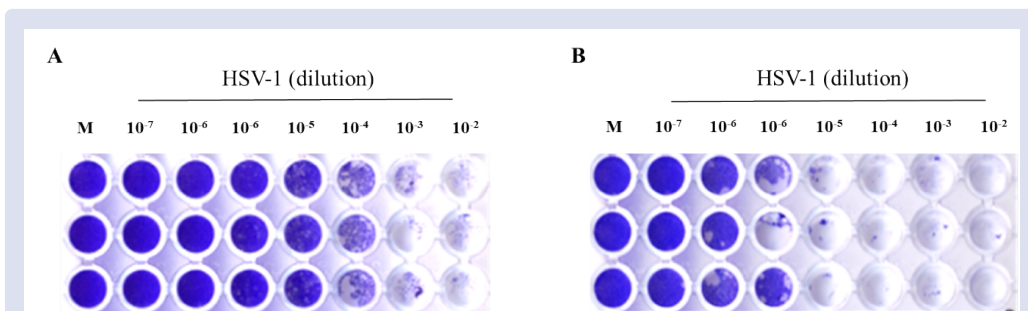 A
HSV-1 (dilution)
M 10⁻⁷ 10⁻⁶ 10⁻⁶ 10⁻⁵ 10⁻⁴ 10⁻³ 10⁻²
B
HSV-1 (dilution)
M 10⁻⁷ 10⁻⁶ 10⁻⁶ 10⁻⁵ 10⁻⁴ 10⁻³ 10⁻²